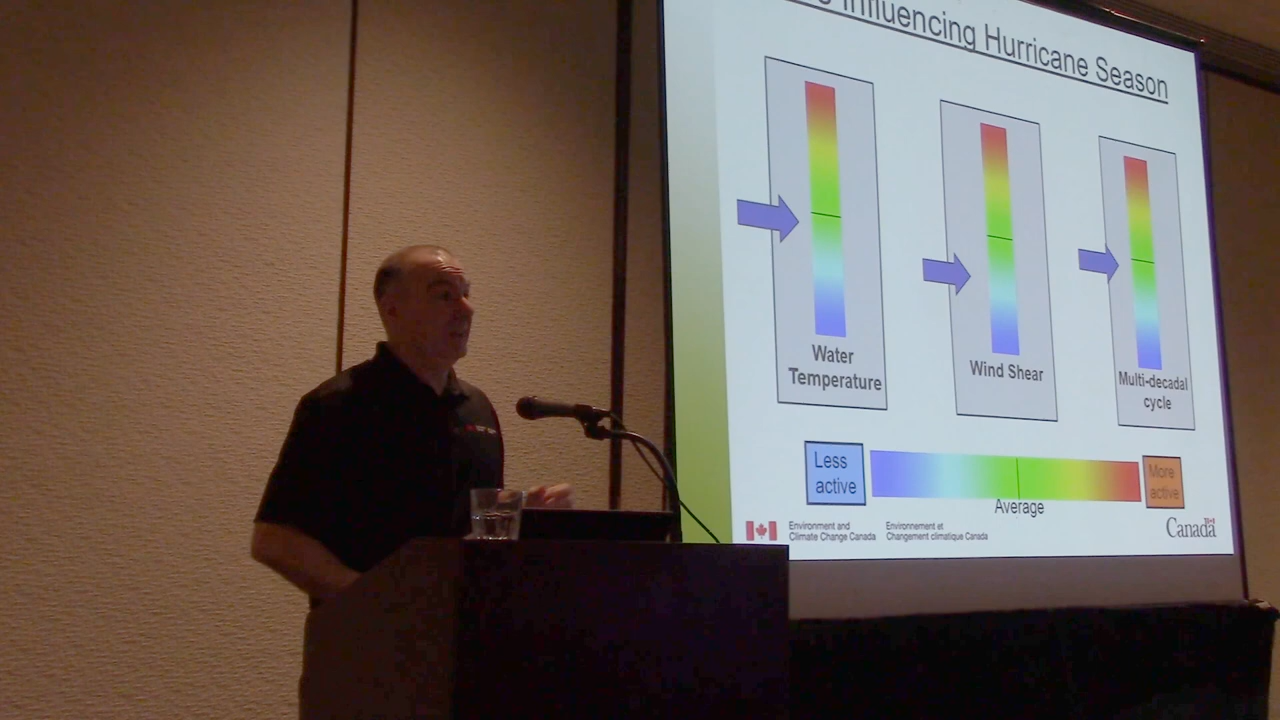 Influencing Hurricane Season
Water
Temperature
Wind Shear
Multi-decadal
cycle
Less
active
Average
More
active
Environment and
Climate Change Canada
Environnement et
Changement climatique Canada
Canada